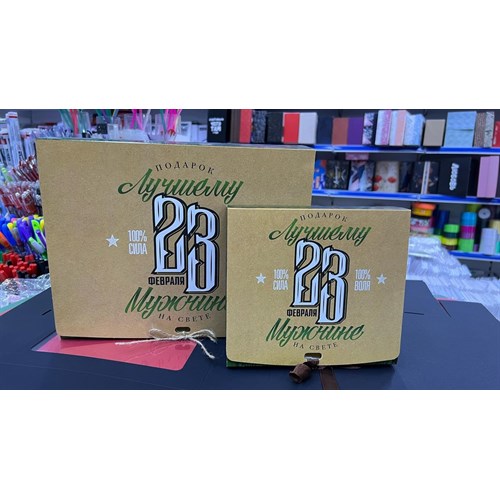 ПОДАРОК
Лучшему
100%
СИЛА
23
ФЕВРАЛЯ
Мужчине
НА СВЕТЕ
ПОДАРОК
Лучшему
100%
СИЛА
23
100%
ВОЛЯ
ФЕВРАЛЯ
Мужчине
НА СВЕТЕ